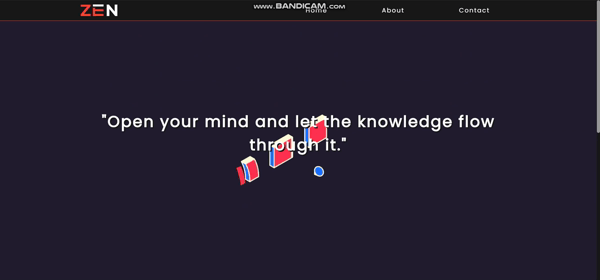 www.BANDICAM.com
ZEN
Home
About
Contact
"Open your mind and let the knowledge flow
through it."